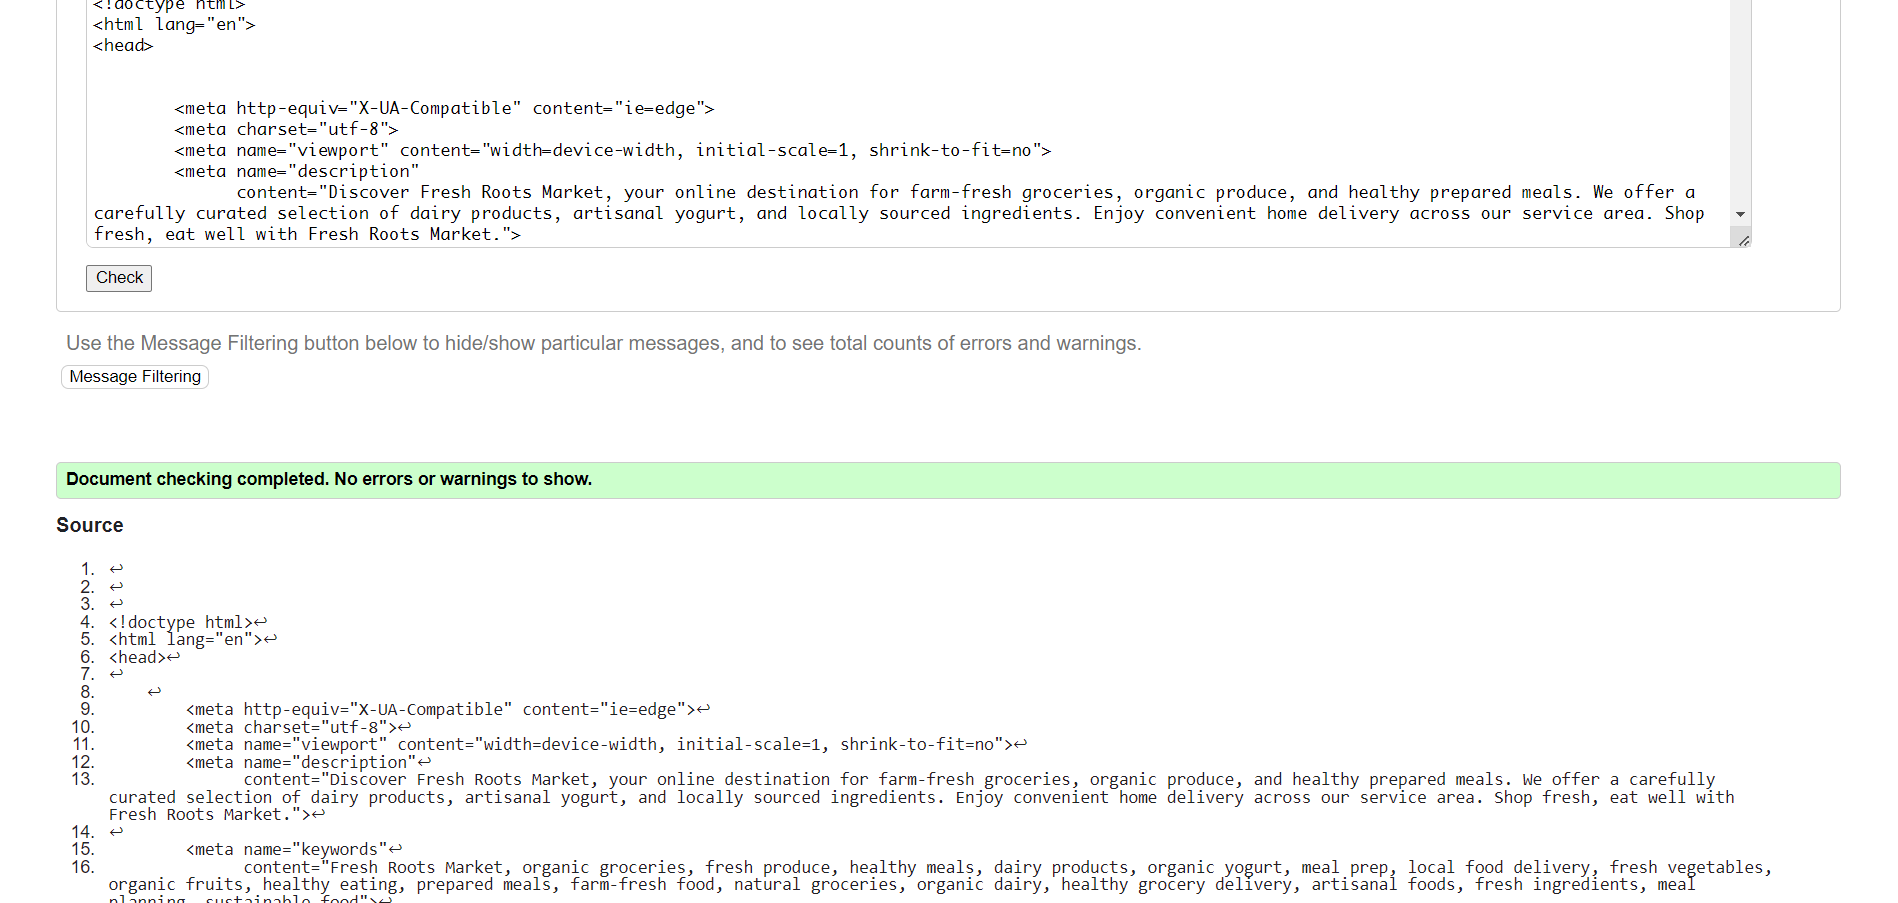 <!doctype html>
<html lang="en">
<head>
<meta http-equiv="X-UA-Compatible" content="ie=edge">
<meta charset="utf-8">
<meta name="viewport" content="width=device-width, initial-scale=1, shrink-to-fit=no">
<meta name="description"
content="Discover Fresh Roots Market, your online destination for farm-fresh groceries, organic produce, and healthy prepared meals. We offer a
carefully curated selection of dairy products, artisanal yogurt, and locally sourced ingredients. Enjoy convenient home delivery across our service area. Shop
fresh, eat well with Fresh Roots Market.">
Check
Use the Message Filtering button below to hide/show particular messages, and to see total counts of errors and warnings.
Message Filtering
Document checking completed. No errors or warnings to show.
Source
1. ↩
2. ↩
3. ↩
4. <!doctype html>↩
5. <html lang="en">↩
6. <head>↩
7. ↩
8. ↩
9. <meta http-equiv="X-UA-Compatible" content="ie=edge">↩
10. <meta charset="utf-8">↩
11. <meta name="viewport" content="width=device-width, initial-scale=1, shrink-to-fit=no">↩
12. <meta name="description"↩
13. content="Discover Fresh Roots Market, your online destination for farm-fresh groceries, organic produce, and healthy prepared meals. We offer a carefully
curated selection of dairy products, artisanal yogurt, and locally sourced ingredients. Enjoy convenient home delivery across our service area. Shop fresh, eat well with
Fresh Roots Market.">↩
14. ↩
15. <meta name="keywords"↩
16. content="Fresh Roots Market, organic groceries, fresh produce, healthy meals, dairy products, organic yogurt, meal prep, local food delivery, fresh vegetables,
organic fruits, healthy eating, prepared meals, farm-fresh food, natural groceries, organic dairy, healthy grocery delivery, artisanal foods, fresh ingredients, meal
planning, sustainable food">↩